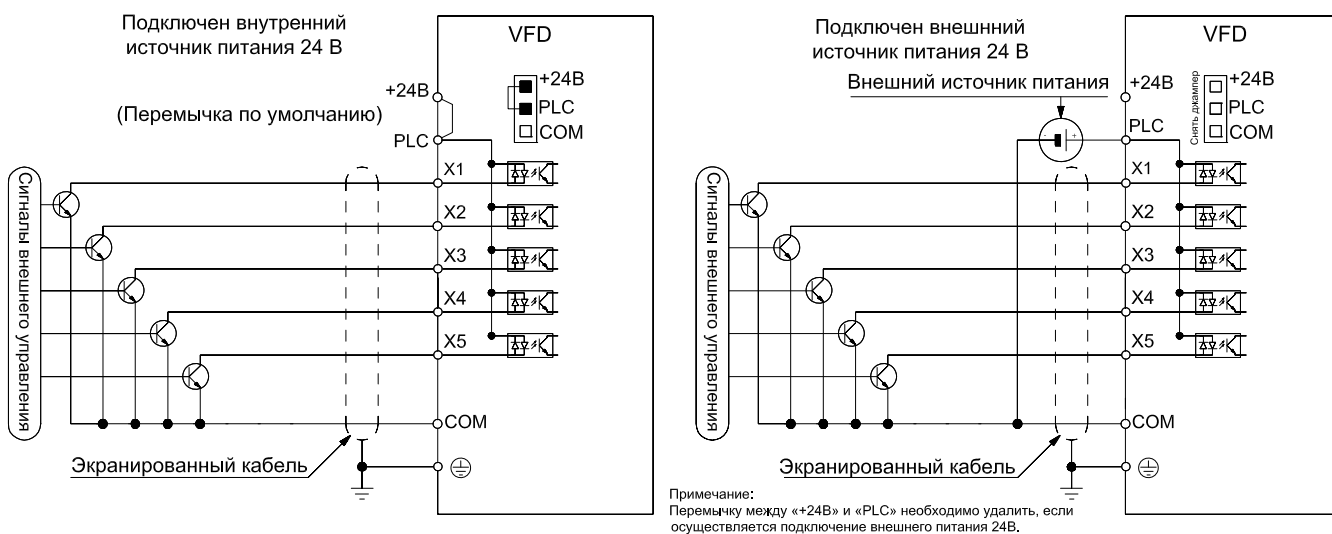 Подключен внутренний
источник питания 24 В
(Перемычка по умолчанию)
VFD
+24В
PLC
COM
+24В
PLC
X1
X2
X3
X4
X5
COM
Сигналы внешнего управления
Экранированный кабель
Подключен внешнний
источник питания 24 В
Внешний источник питания
VFD
Снять джампер
+24В
PLC
COM
+24В
PLC
- +
X1
X2
X3
X4
X5
COM
Сигналы внешнего управления
Экранированный кабель
Примечание:
Перемычку между «+24В» и «PLC» необходимо удалить, если
осуществляется подключение внешнего питания 24В.